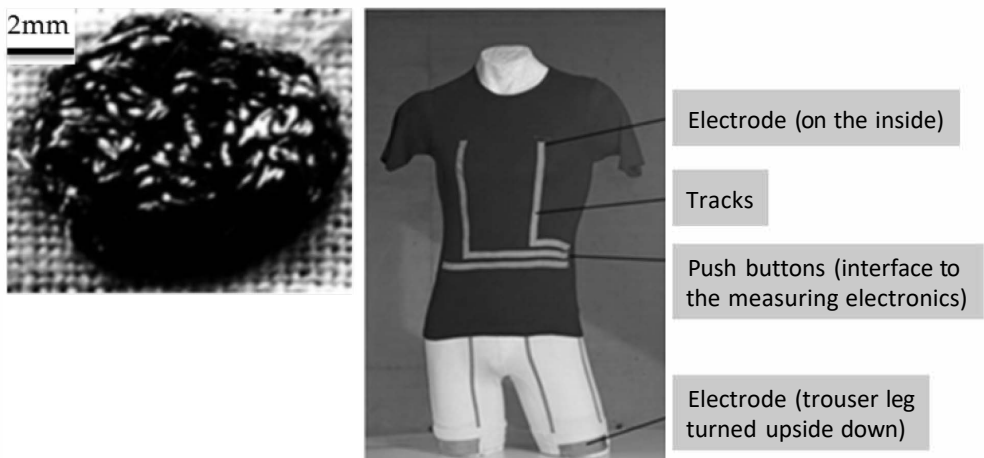 2mm
Electrode (on the inside)
Tracks
Push buttons (interface to
the measuring electronics)
Electrode (trouser leg
turned upside down)